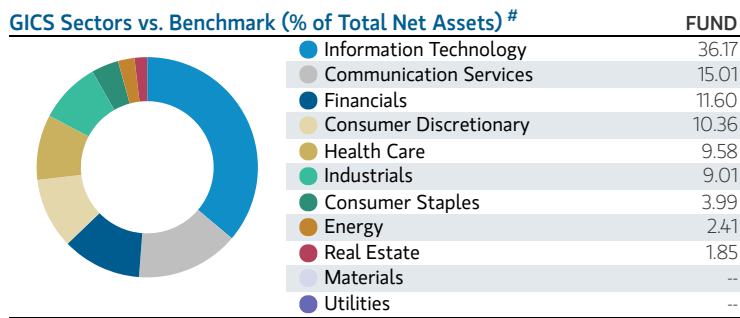 GICS Sectors vs. Benchmark (% of Total Net Assets) # FUND
Information Technology 36.17
Communication Services 15.01
Financials 11.60
Consumer Discretionary 10.36
Health Care 9.58
Industrials 9.01
Consumer Staples 3.99
Energy 2.41
Real Estate 1.85
Materials --
Utilities --